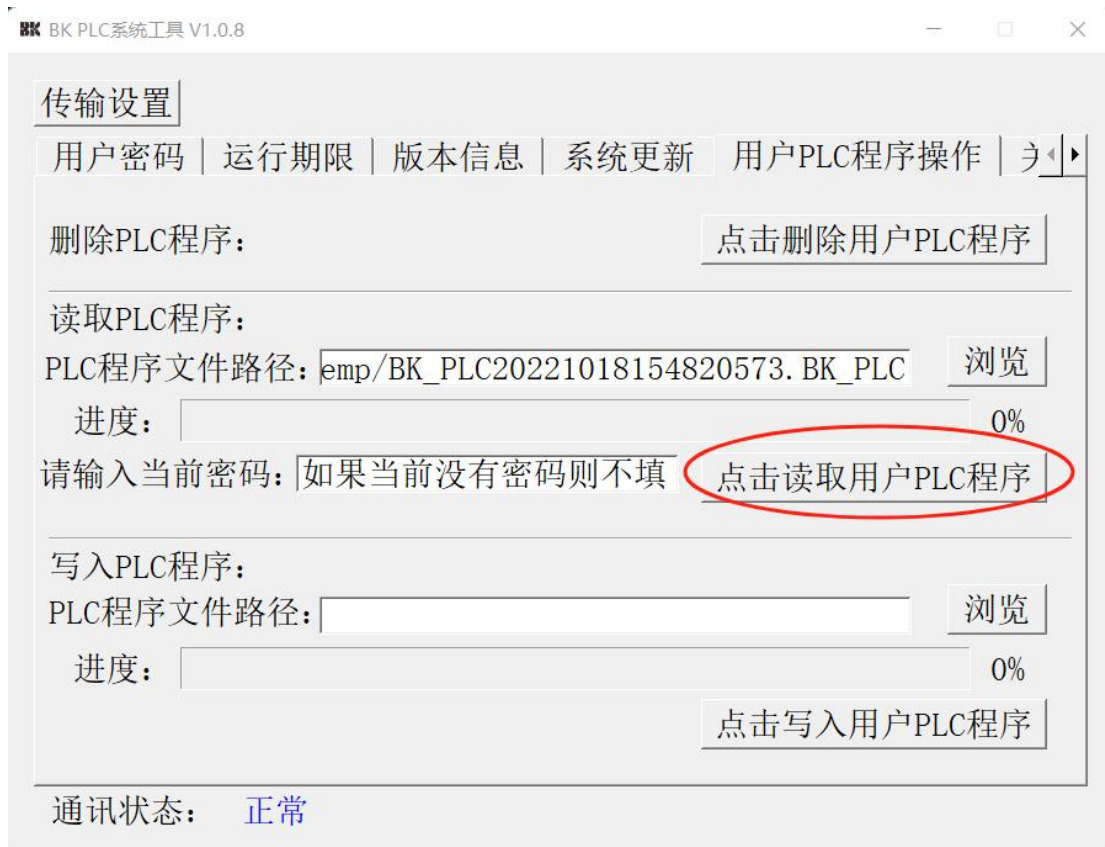 BK BK PLC系统工具 V1.0.8
传输设置
用户密码 运行期限 版本信息 系统更新 用户PLC程序操作
删除PLC程序： 点击删除用户PLC程序
读取PLC程序：
PLC程序文件路径： emp/BK_PLC20221018154820573.BK_PLC 浏览
进度： 0%
请输入当前密码： 如果当前没有密码则不填 点击读取用户PLC程序
写入PLC程序：
PLC程序文件路径： 浏览
进度： 0%
点击写入用户PLC程序
通讯状态： 正常